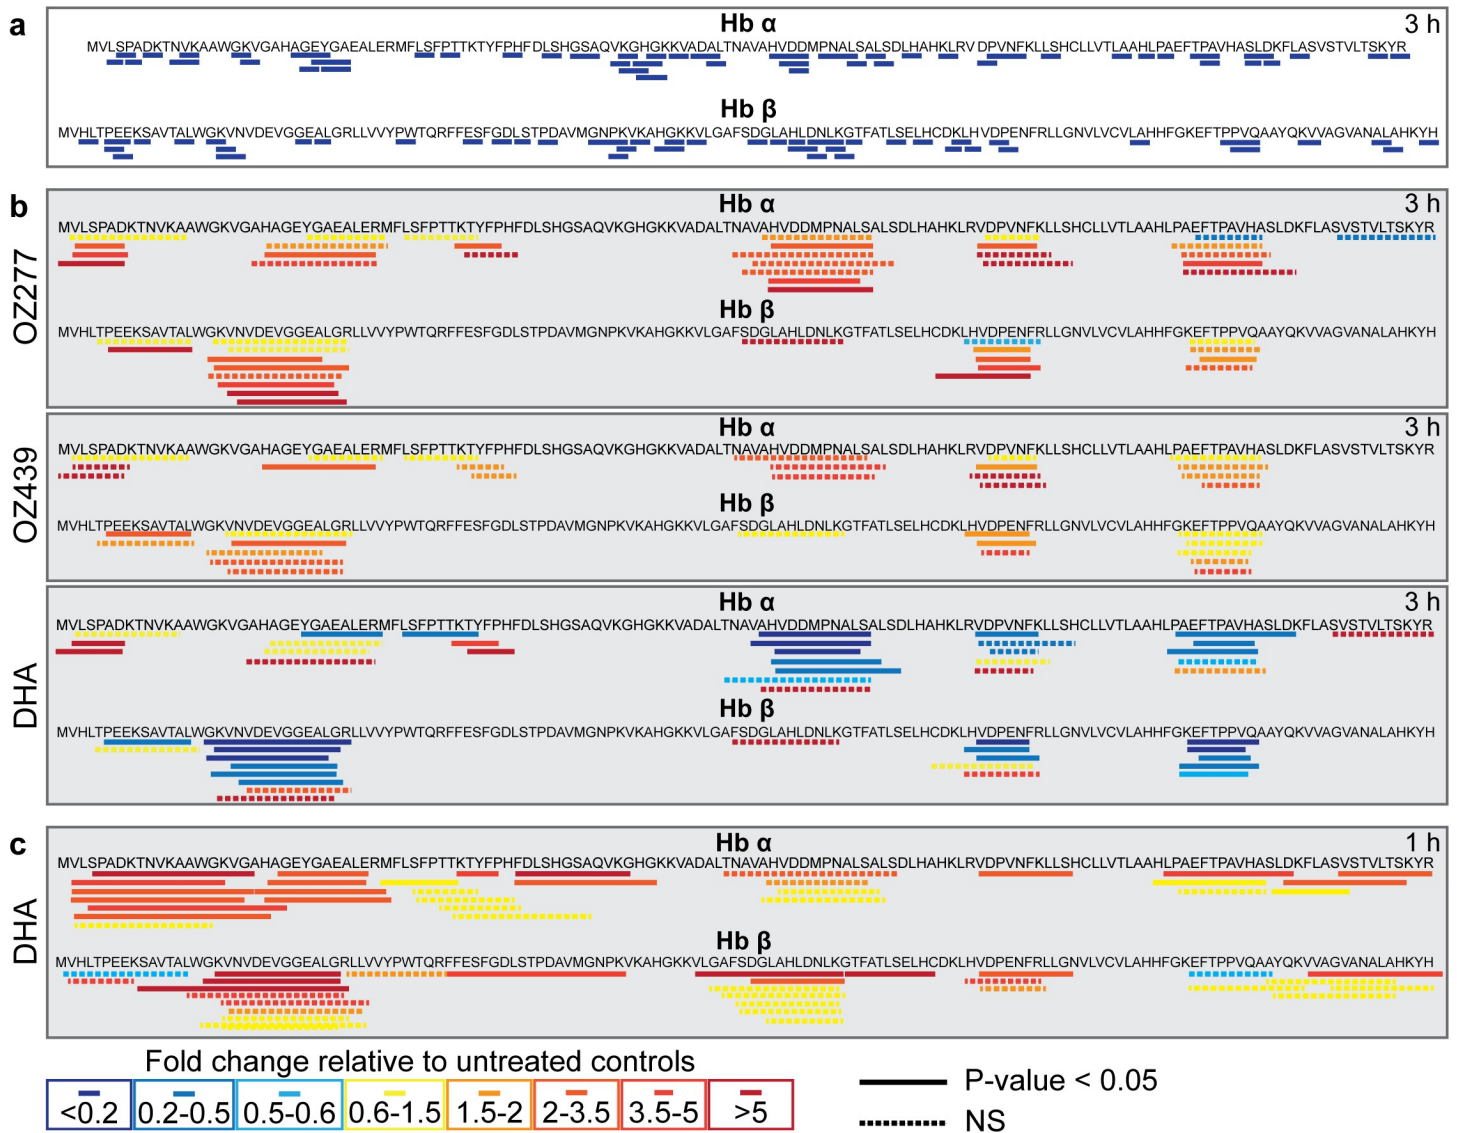 a
Hb α
3 h
MVLSPADKTNVKAAWGKVGAHAGEYGAEALERMFLSFPTTKTYFPHFDLSHGSAQVKGHGKKVADALTNAVAHVDDMPNALSALSDLHAHKLRV DPVNFKLLSHCLLVTLAAHLPAEFTPAVHASLDKFLASVSTVLTSKYR
Hb β
MVHLTPEEKSAVTALWGKVNVDEVGGEALGRLLVVYPWTQRFFESFGDLSTPDAVMGNPKVKAHGKKVLGAFSDGLAHLDNLKGTFATLSELHCDKLHVDPENFRLLGNVLVCVLAHHFGKEFTPPVQAAYQKVVAGVANALAHKYH
b
OZ277
Hb α
3 h
MVLSPADKTNVKAAWGKVGAHAGEYGAEALERMFLSFPTTKTYFPHFDLSHGSAQVKGHGKKVADALTNAVAHVDDMPNALSALSDLHAHKLRVDPVNFKLLSHCLLVTLAAHLPAEFTPAVHASLDKFLASVSTVLTSKYR
Hb β
MVHLTPEEKSAVTALWGKVNVDEVGGEALGRLLVVYPWTQRFFESFGDLSTPDAVMGNPKVKAHGKKVLGAFSDGLAHLDNLKGTFATLSELHCDKLHVDPENFRLLGNVLVCVLAHHFGKEFTPPVQAAYQKVVAGVANALAHKYH
OZ439
Hb α
3 h
MVLSPADKTNVKAAWGKVGAHAGEYGAEALERMFLSFPTTKTYFPHFDLSHGSAQVKGHGKKVADALTNAVAHVDDMPNALSALSDLHAHKLRVDPVNFKLLSHCLLVTLAAHLPAEFTPAVHASLDKFLASVSTVLTSKYR
Hb β
MVHLTPEEKSAVTALWGKVNVDEVGGEALGRLLVVYPWTQRFFESFGDLSTPDAVMGNPKVKAHGKKVLGAFSDGLAHLDNLKGTFATLSELHCDKLHVDPENFRLLGNVLVCVLAHHFGKEFTPPVQAAYQKVVAGVANALAHKYH
DHA
Hb α
3 h
MVLSPADKTNVKAAWGKVGAHAGEYGAEALERMFLSFPTTKTYFPHFDLSHGSAQVKGHGKKVADALTNAVAHVDDMPNALSALSDLHAHKLRVDPVNFKLLSHCLLVTLAAHLPAEFTPAVHASLDKFLASVSTVLTSKYR
Hb β
MVHLTPEEKSAVTALWGKVNVDEVGGEALGRLLVVYPWTQRFFESFGDLSTPDAVMGNPKVKAHGKKVLGAFSDGLAHLDNLKGTFATLSELHCDKLHVDPENFRLLGNVLVCVLAHHFGKEFTPPVQAAYQKVVAGVANALAHKYH
c
DHA
Hb α
1 h
MVLSPADKTNVKAAWGKVGAHAGEYGAEALERMFLSFPTTKTYFPHFDLSHGSAQVKGHGKKVADALTNAVAHVDDMPNALSALSDLHAHKLRVDPVNFKLLSHCLLVTLAAHLPAEFTPAVHASLDKFLASVSTVLTSKYR
Hb β
MVHLTPEEKSAVTALWGKVNVDEVGGEALGRLLVVYPWTQRFFESFGDLSTPDAVMGNPKVKAHGKKVLGAFSDGLAHLDNLKGTFATLSELHCDKLHVDPENFRLLGNVLVCVLAHHFGKEFTPPVQAAYQKVVAGVANALAHKYH
Fold change relative to untreated controls
<0.2 0.2-0.5 0.5-0.6 0.6-1.5 1.5-2 2-3.5 3.5-5 >5
P-value < 0.05
NS